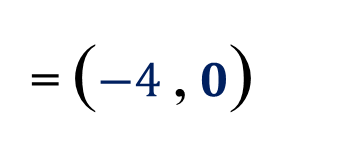 = (−4 , 0)